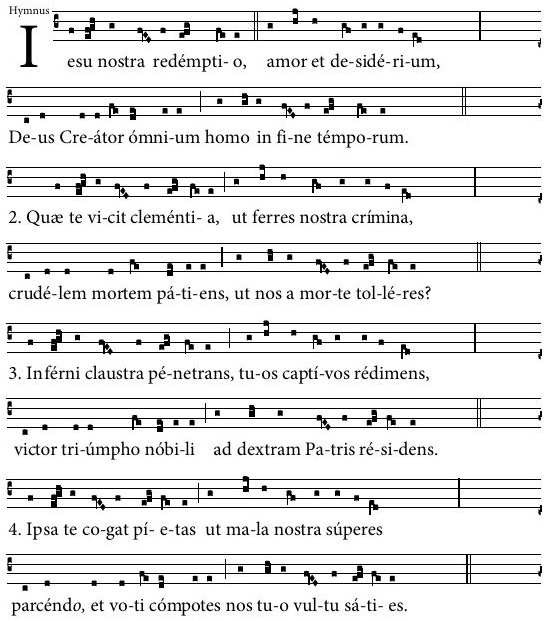 Hymnus
Iesu nostra redémpti- o, amor et de-sidé-ri-um,
De-us Cre-átor ómni-um homo in fi-ne témpo-rum.
2. Quæ te vi-cit cleménti- a, ut ferres nostra crímina,
crudé-lem mortem pá-ti-ens, ut nos a mor-te tol-lé-res?
3. Inférni claustra pé-netrans, tu-os captí-vos rédimens,
victor tri-úmpho nóbi-li ad dextram Pa-tris ré-si-dens.
4. Ipsa te co-gat pí- e-tas ut ma-la nostra súperes
parcéndo, et vo-ti cómpotes nos tu-o vul-tu sá-ti- es.